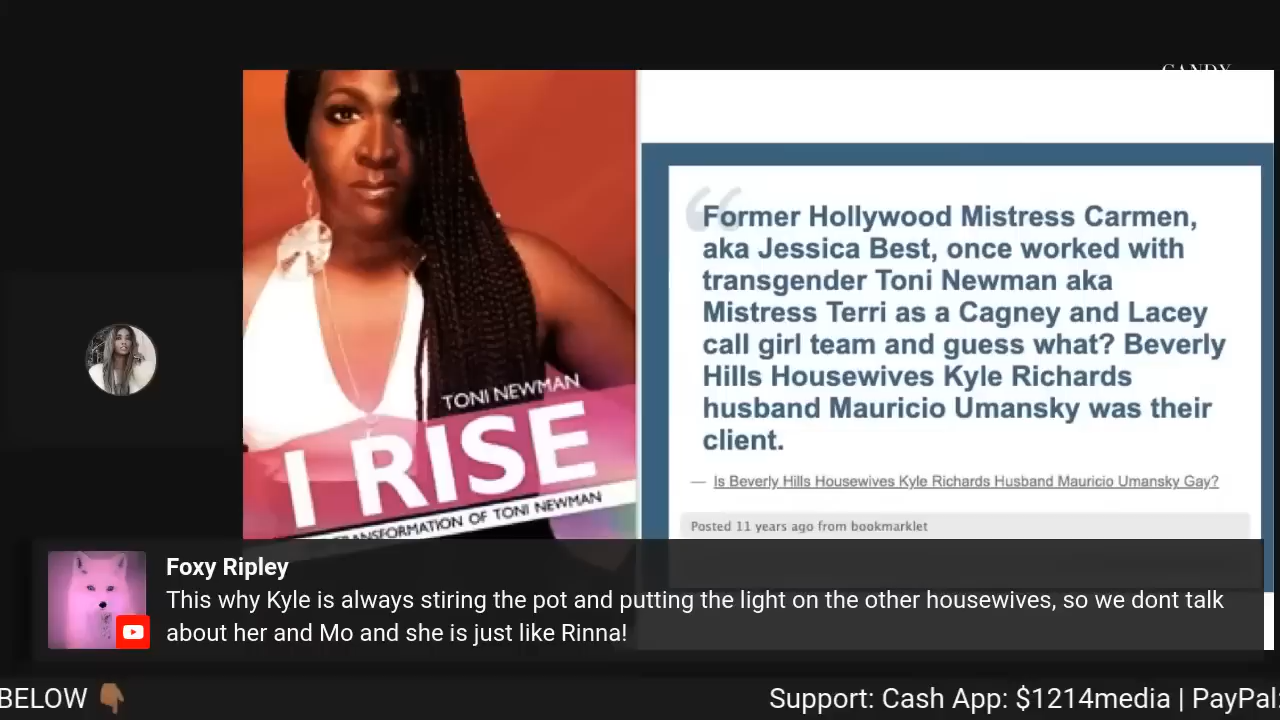 CANDY
TONI NEWMAN
I RISE
TRANSFORMATION OF TONI NEWMAN
“
Former Hollywood Mistress Carmen,
aka Jessica Best, once worked with
transgender Toni Newman aka
Mistress Terri as a Cagney and Lacey
call girl team and guess what? Beverly
Hills Housewives Kyle Richards
husband Mauricio Umansky was their
client.
— Is Beverly Hills Housewives Kyle Richards Husband Mauricio Umansky Gay?
Posted 11 years ago from bookmarklet
Foxy Ripley
This why Kyle is always stiring the pot and putting the light on the other housewives, so we dont talk
about her and Mo and she is just like Rinna!
BELOW 👇🏾 Support: Cash App: $1214media | PayPal: